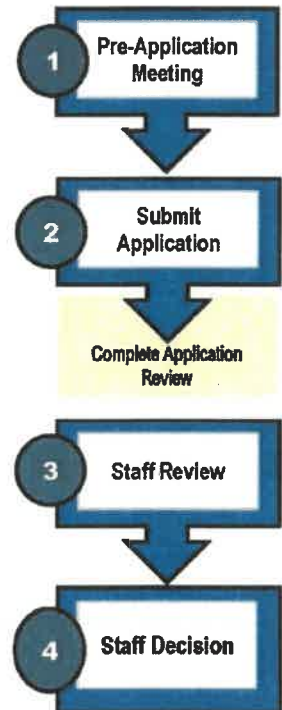 1
Pre-Application
Meeting
2
Submit
Application
Complete Application
Review
3
Staff Review
4
Staff Decision